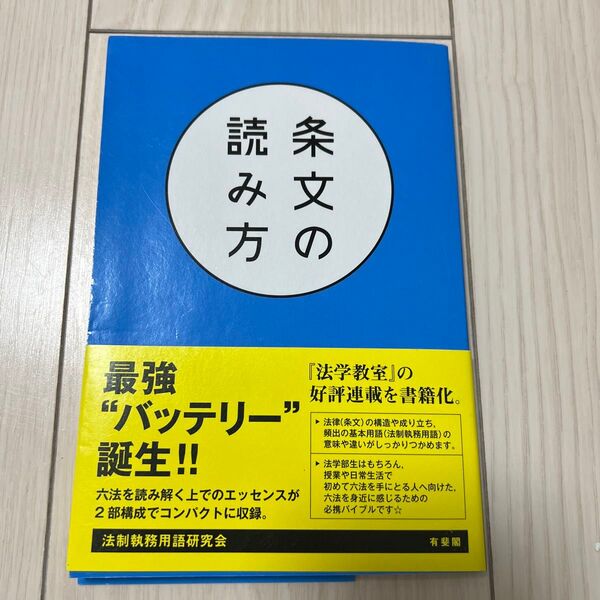 条文の
読み方
最強
“バッテリー”
誕生!!
六法を読み解く上でのエッセンスが
2部構成でコンパクトに収録。
『法学教室』の
好評連載を書籍化。
▶法律(条文)の構造や成り立ち、
頻出の基本用語(法制執務用語)の
意味や違いがしっかりつかめます。
▶法学部生はもちろん、
授業や日常生活で
初めて六法を手にとる人へ向けた、
六法を身近に感じるための
必携バイブルです☆
法制執務用語研究会
有斐閣